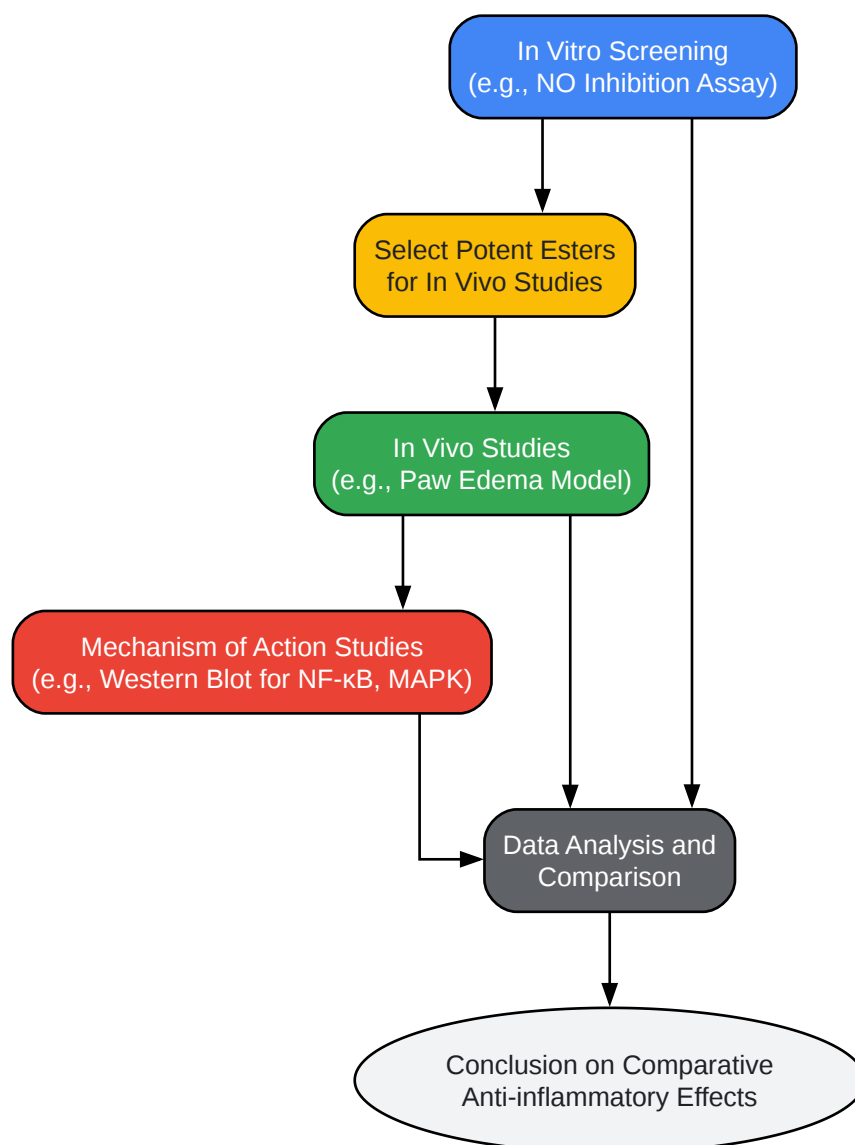 In Vitro Screening
(e.g., NO Inhibition Assay)
Select Potent Esters
for In Vivo Studies
In Vivo Studies
(e.g., Paw Edema Model)
Mechanism of Action Studies
(e.g., Western Blot for NF-κB, MAPK)
Data Analysis and
Comparison
Conclusion on Comparative
Anti-inflammatory Effects